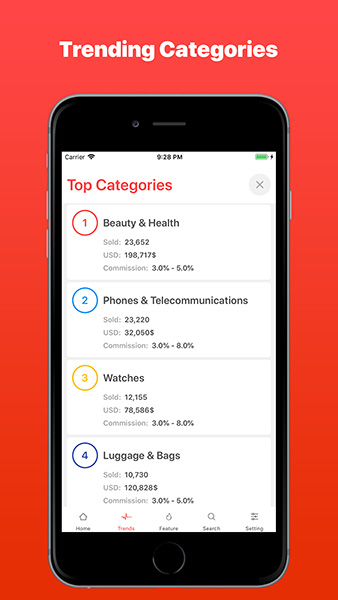 Trending Categories
Carrier 9:28 PM
Top Categories
1 Beauty & Health
Sold: 23,652
USD: 198,717$
Commission: 3.0% - 5.0%
2 Phones & Telecommunications
Sold: 23,220
USD: 32,050$
Commission: 3.0% - 8.0%
3 Watches
Sold: 12,155
USD: 78,586$
Commission: 3.0% - 8.0%
4 Luggage & Bags
Sold: 10,730
USD: 120,828$
Commission: 3.0% - 5.0%
Home Trends Feature Search Setting